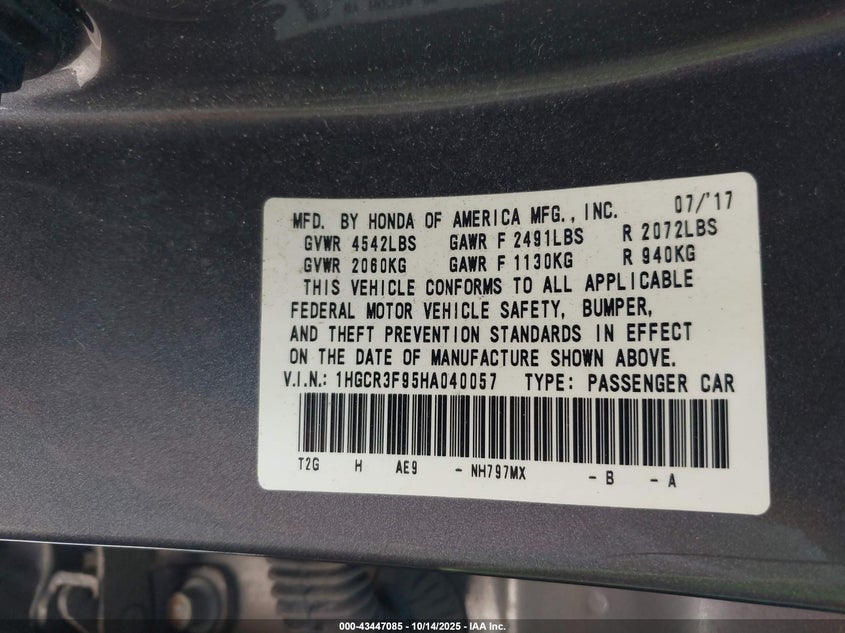 MFD. BY HONDA OF AMERICA MFG., INC. 07/'17
GVWR 4542LBS GAWR F 2491LBS R 2072LBS
GVWR 2060KG GAWR F 1130KG R 940KG
THIS VEHICLE CONFORMS TO ALL APPLICABLE
FEDERAL MOTOR VEHICLE SAFETY, BUMPER,
AND THEFT PREVENTION STANDARDS IN EFFECT
ON THE DATE OF MANUFACTURE SHOWN ABOVE.
V.I.N.: 1HGCR3F95HA040057 TYPE: PASSENGER CAR
T2G H AE9 - NH797MX - B - A
000-43447085 - 10/14/2025 - IAA Inc.